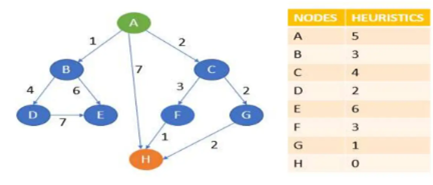 A
1
2
B
7
C
4
6
3
2
D
7
E
F
G
1
2
H
NODES HEURISTICS
A 5
B 3
C 4
D 2
E 6
F 3
G 1
H 0